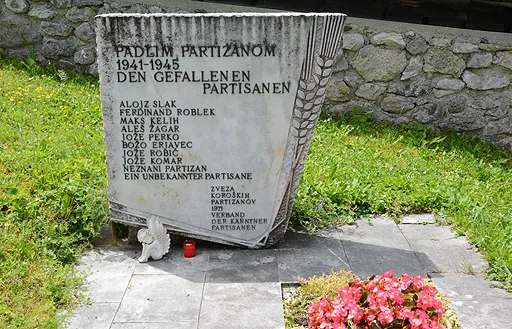 PADLIM PARTIZANOM
1941-1945
DEN GEFALLENEN
PARTISANEN
ALOJZ SLAK
FERDINAND ROBLEK
MAKS KELIH
ALEŠ ŽAGAR
JOŽE PERKO
BOŽO ERJAVEC
JOŽE ROBIČ
JOŽE KOMAR
NEZNANI PARTIZAN
EIN UNBEKANNTER PARTISANE
ZVEZA
KOROŠKIH
PARTIZANOV
1971
VERBAND
DER KÄRNTNER
PARTISANEN